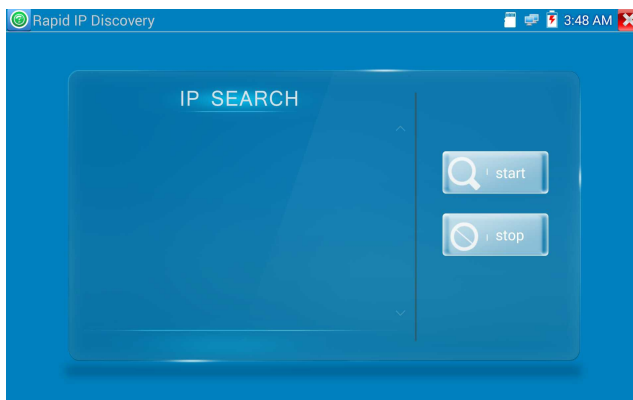 Rapid IP Discovery
3:48 AM
IP SEARCH
start
stop